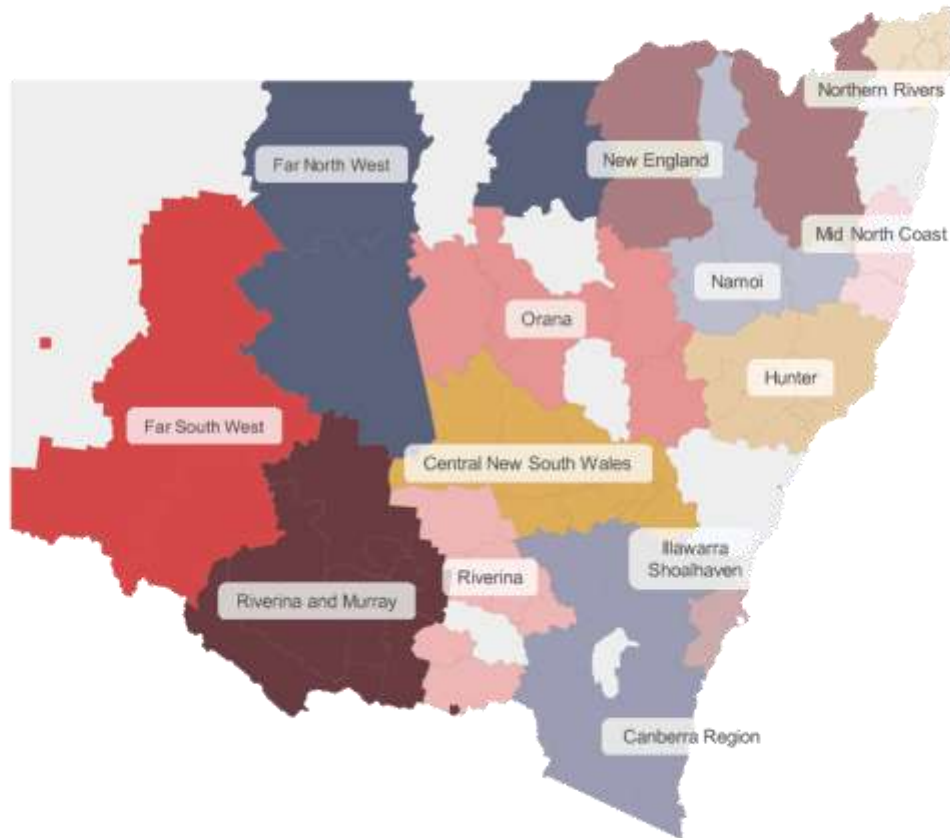 Northern Rivers
Far North West
New England
Mid North Coast
Namoi
Orana
Hunter
Far South West
Central New South Wales
Illawarra
Shoalhaven
Riverina
Riverina and Murray
Canberra Region